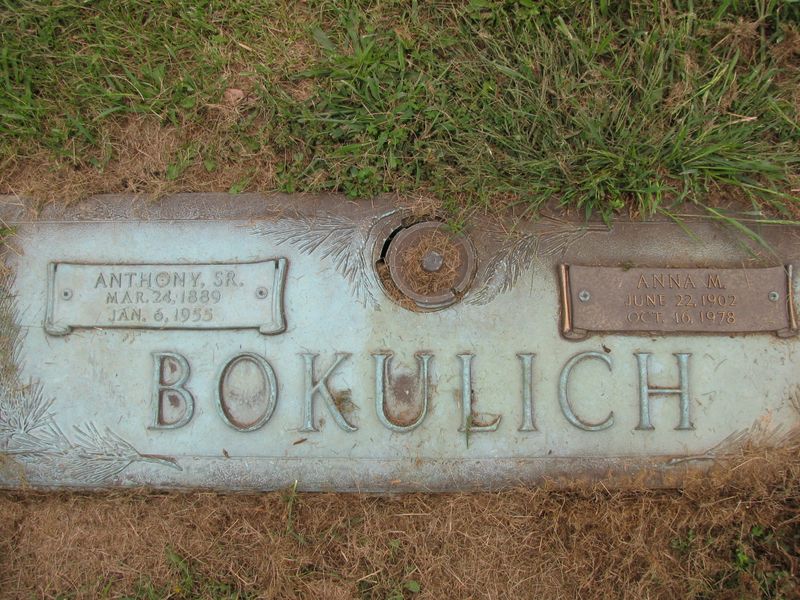 ANTHONY, SR.
MAR. 24, 1889
JAN. 6, 1955
ANNA M.
JUNE 22, 1902
OCT. 16, 1978
BOKULICH